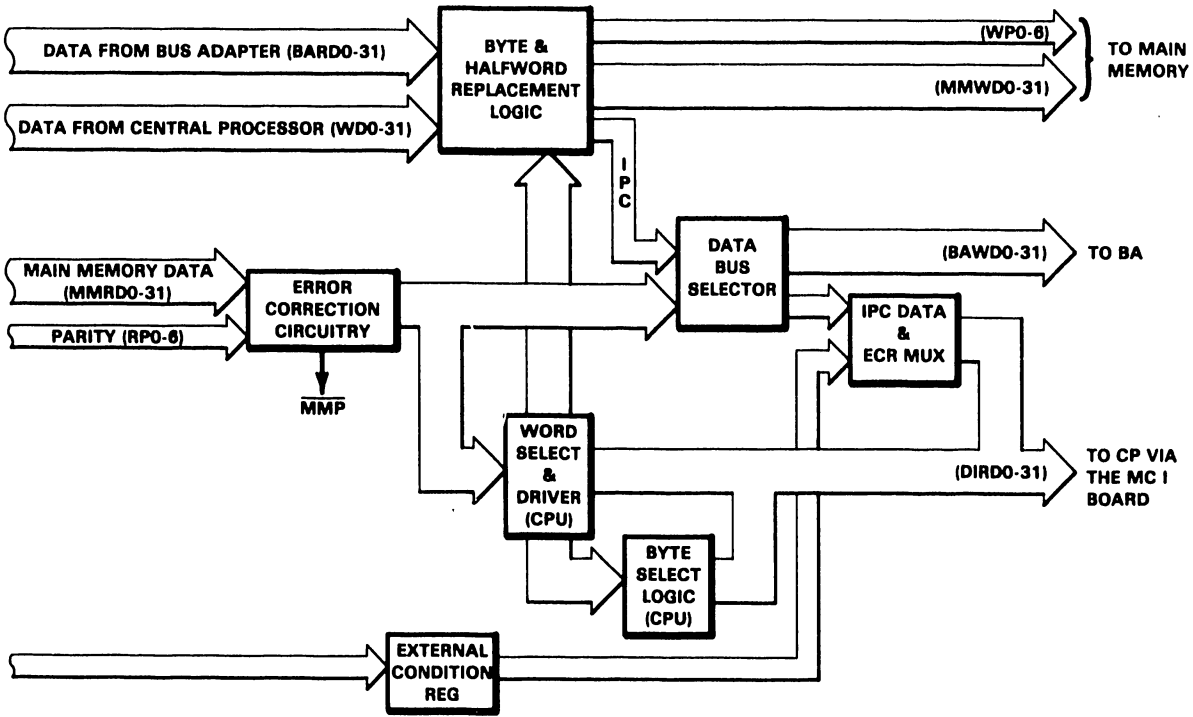 DATA FROM BUS ADAPTER (BARD0-31)
BYTE &
HALFWORD
REPLACEMENT
LOGIC
(WP0-6)
TO MAIN
MEMORY
(MMWD0-31)
DATA FROM CENTRAL PROCESSOR (WD0-31)
I
P
C
DATA
BUS
SELECTOR
(BAWD0-31)
TO BA
MAIN MEMORY DATA
(MMRD0-31)
PARITY (RP0-6)
ERROR
CORRECTION
CIRCUITRY
MMP
IPC DATA
&
ECR MUX
WORD
SELECT
&
DRIVER
(CPU)
(DIRD0-31)
TO CP VIA
THE MC I
BOARD
BYTE
SELECT
LOGIC
(CPU)
EXTERNAL
CONDITION
REG